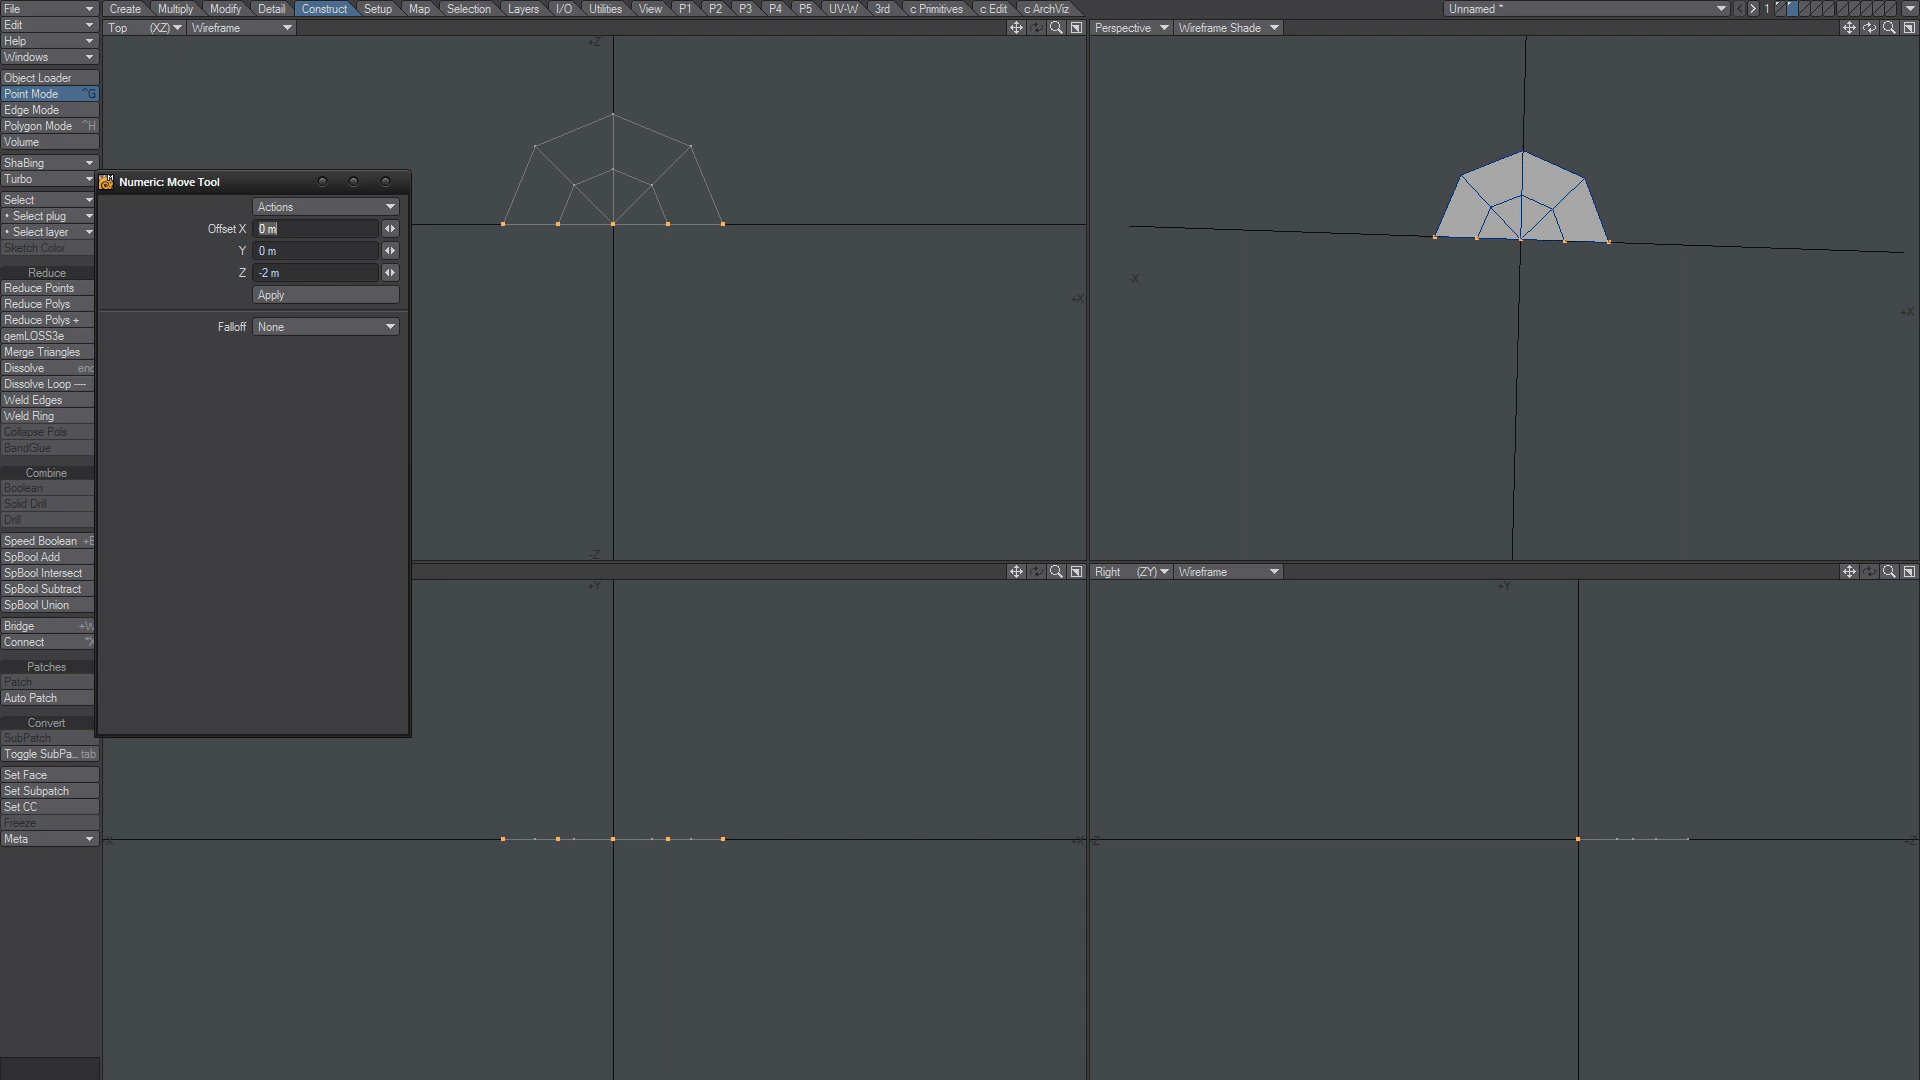 File
Edit
Help
Windows
Object Loader
Point Mode ^G
Edge Mode
Polygon Mode ^H
Volume
ShaBing
Turbo
Select
• Select plug
• Select layer
Sketch Color
Reduce
Reduce Points
Reduce Polys
Reduce Polys +
qemLOSS3e
Merge Triangles
Dissolve end
Dissolve Loop ----
Weld Edges
Weld Ring
Collapse Pols
BandGlue
Combine
Boolean
Solid Drill
Drill
Speed Boolean +B
SpBool Add
SpBool Intersect
SpBool Subtract
SpBool Union
Bridge +W
Connect *X
Patches
Patch
Auto Patch
Convert
SubPatch
Toggle SubPa... tab
Set Face
Set Subpatch
Set CC
Freeze
Meta
Create Multiply Modify Detail Construct Setup Map Selection Layers I/O Utilities View P1 P2 P3 P4 P5 UV-W 3rd c Primitives c Edit c ArchViz
Unnamed * < > 1
Top (XZ) Wireframe
+Z
+X
-Z
Perspective Wireframe Shade
-X
+X
Numeric: Move Tool
Actions
Offset X 0 m
Y 0 m
Z -2 m
Apply
Falloff None
+Y
-X
+X
Right (ZY) Wireframe
+Y
-Z
+Z